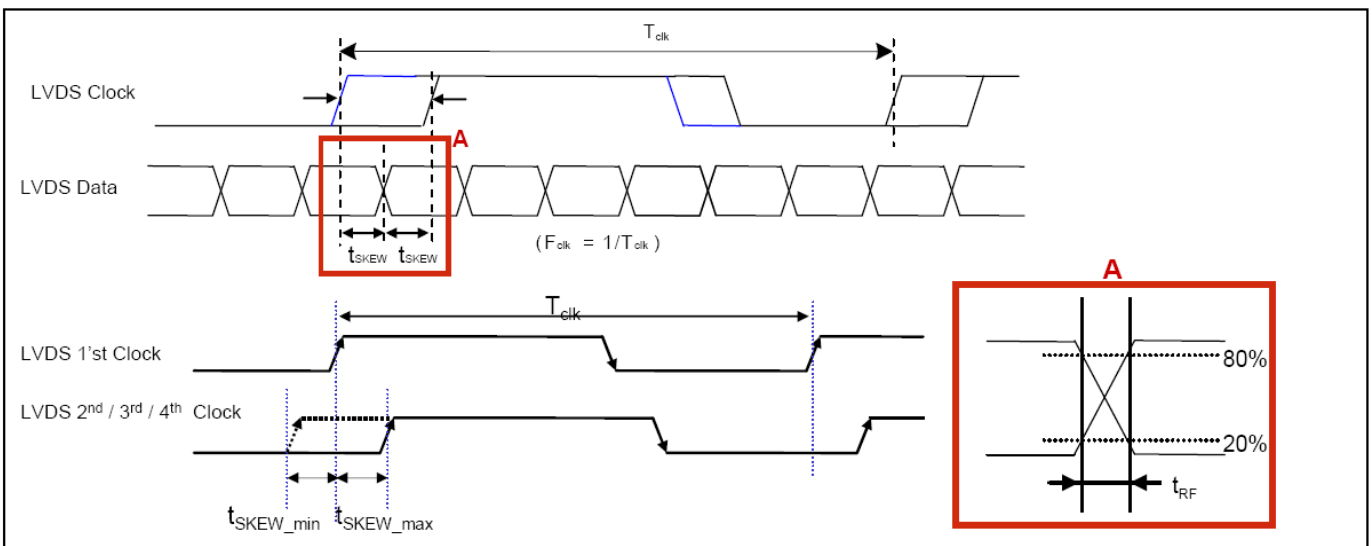 Tclk
LVDS Clock
A
LVDS Data
tSKEW tSKEW
(Fclk = 1/Tclk)
A
Tclk
LVDS 1'st Clock
80%
LVDS 2nd / 3rd / 4th Clock
20%
tRF
tSKEW_min tSKEW_max